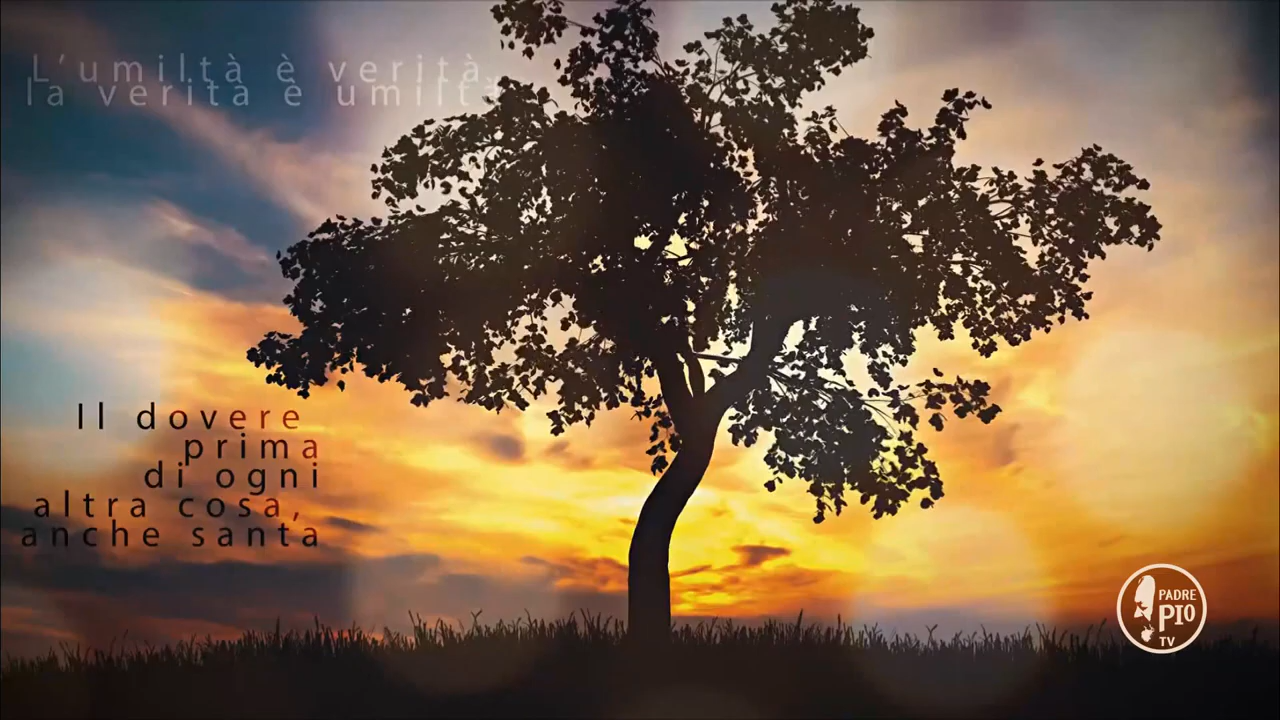 L'umiltà è verità,
la verità è umiltà
Il dovere
prima
di ogni
altra cosa,
anche santa
PADRE
PIO
TV